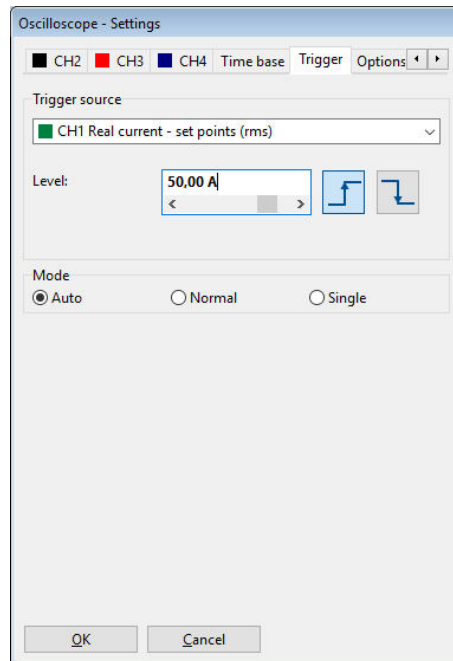 Oscilloscope - Settings
CH2 CH3 CH4 Time base Trigger Options
Trigger source
CH1 Real current - set points (rms)
Level: 50,00 A
Mode
Auto Normal Single
OK Cancel